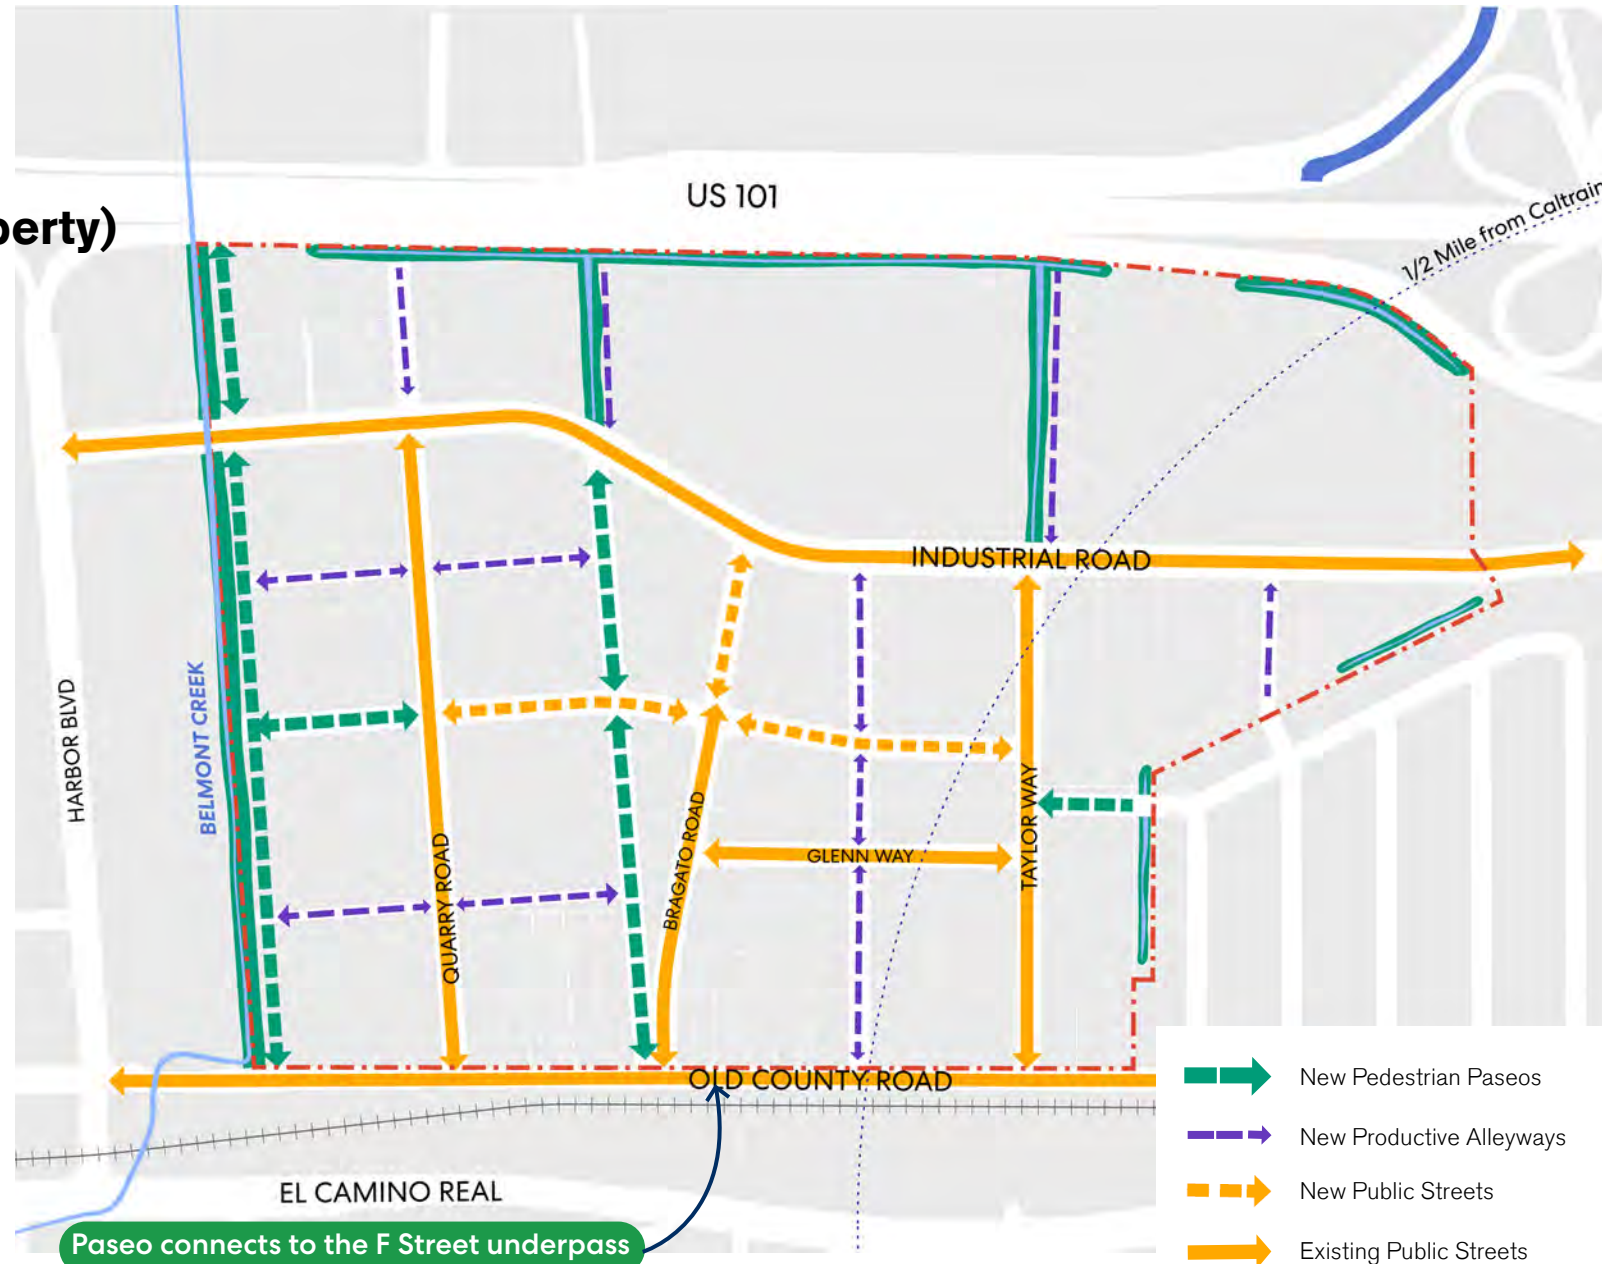 US 101
perty)
1/2 Mile from Caltrain
INDUSTRIAL ROAD
HARBOR BLVD
BELMONT CREEK
QUARRY ROAD
BRAGATO ROAD
GLENN WAY
TAYLOR WAY
OLD COUNTY ROAD
EL CAMINO REAL
Paseo connects to the F Street underpass
New Pedestrian Paseos
New Productive Alleyways
New Public Streets
Existing Public Streets